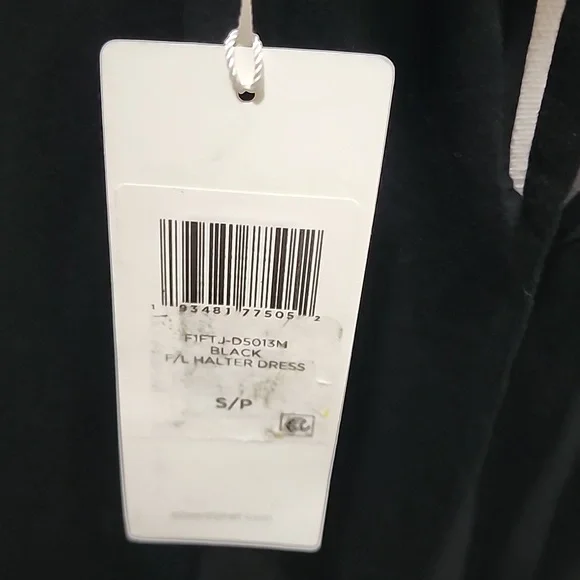 1 93481 77505 2
F1FTJ-D5013M
BLACK
F/L HALTER DRESS
S/P